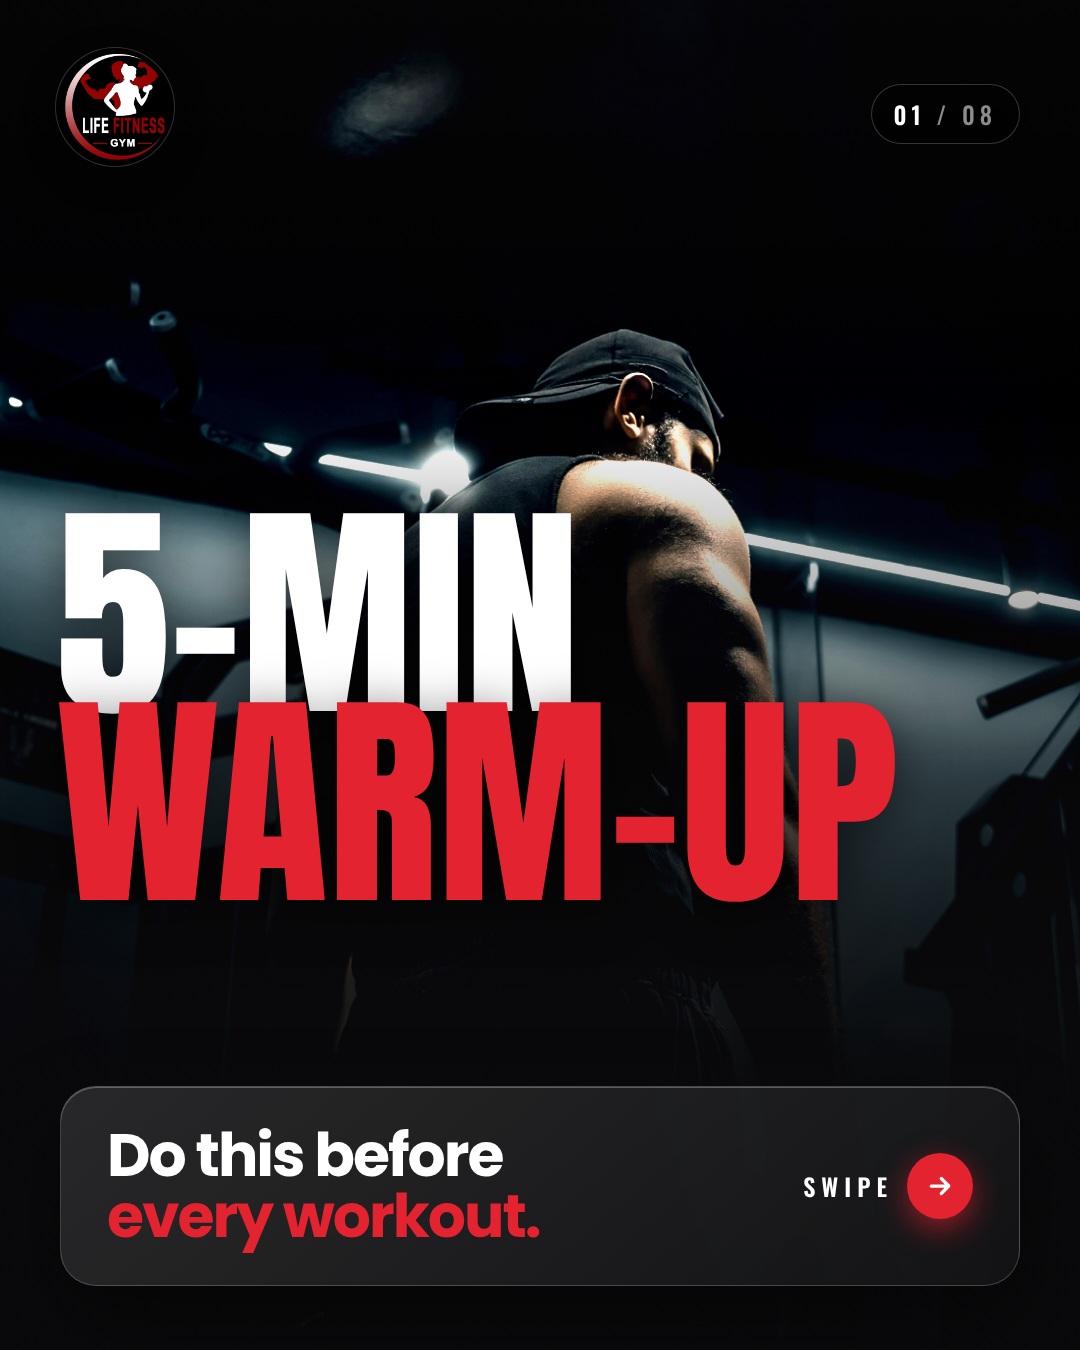 LIFE FITNESS
GYM
01 / 08
5-MIN
WARM-UP
Do this before
every workout.
SWIPE